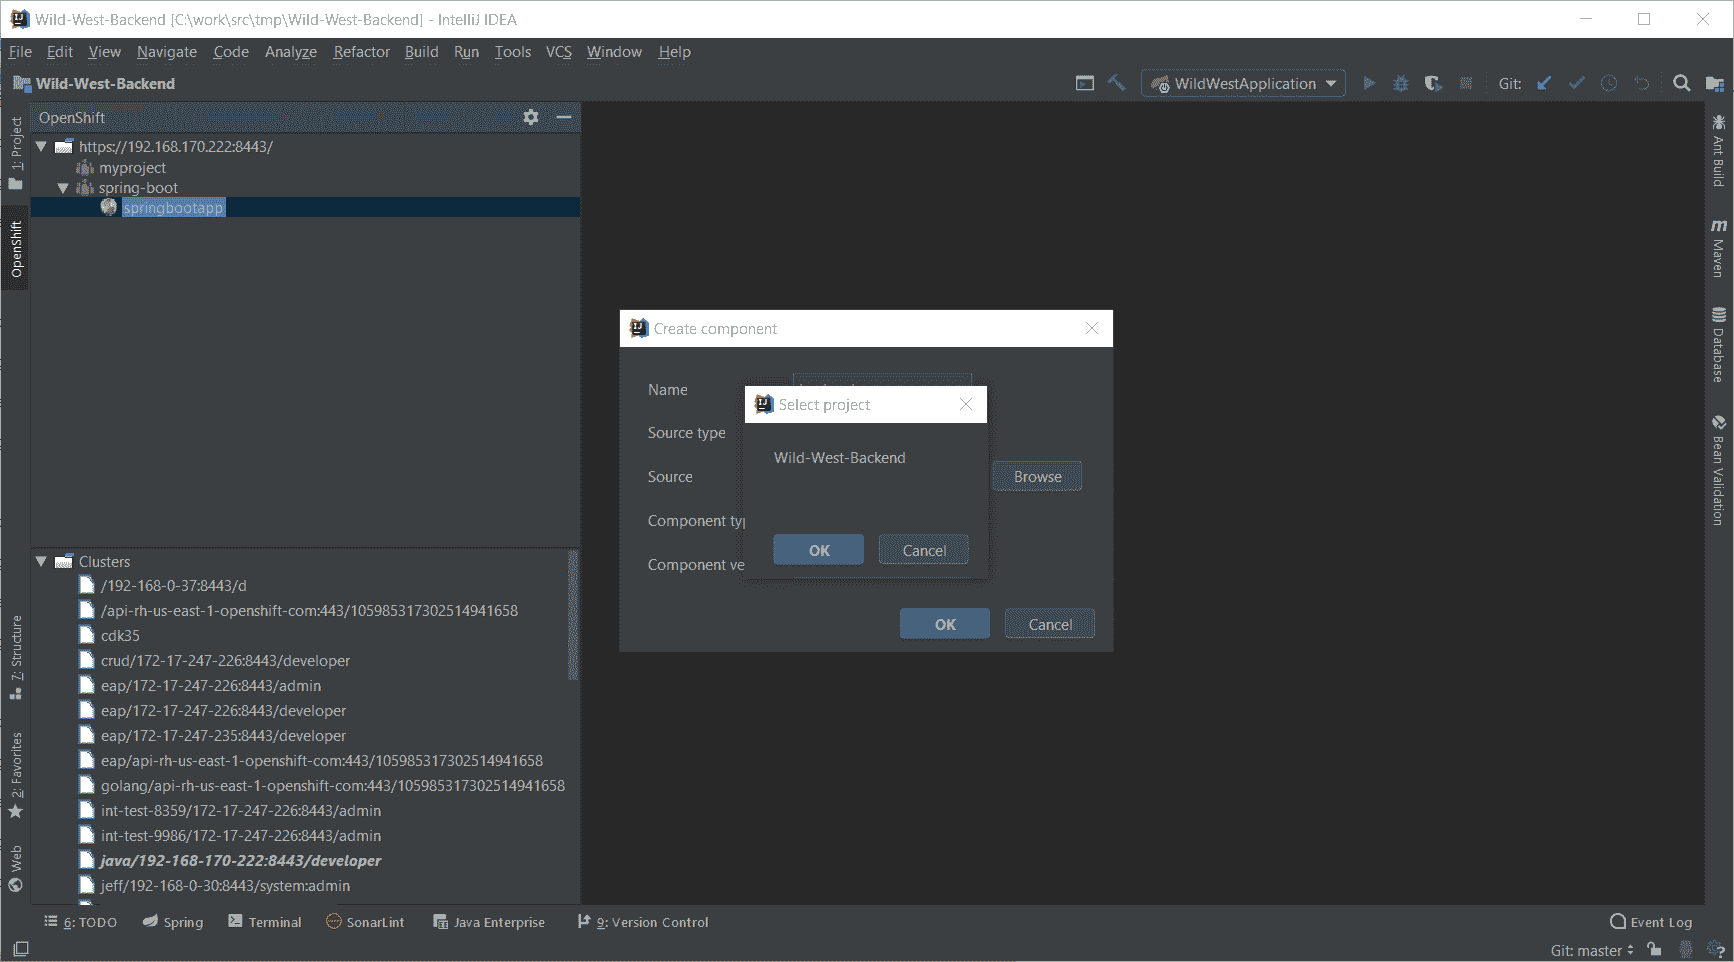 Wild-West-Backend [C:\work\src\tmp\Wild-West-Backend] - IntelliJ IDEA
File Edit View Navigate Code Analyze Refactor Build Run Tools VCS Window Help
Wild-West-Backend
WildWestApplication
Git:
1: Project
OpenShift
7: Structure
2: Favorites
Web
OpenShift
https://192.168.170.222:8443/
myproject
spring-boot
springbootapp
Clusters
/192-168-0-37:8443/d
/api-rh-us-east-1-openshift-com:443/105985317302514941658
cdk35
crud/172-17-247-226:8443/developer
eap/172-17-247-226:8443/admin
eap/172-17-247-226:8443/developer
eap/172-17-247-235:8443/developer
eap/api-rh-us-east-1-openshift-com:443/105985317302514941658
golang/api-rh-us-east-1-openshift-com:443/105985317302514941658
int-test-8359/172-17-247-226:8443/admin
int-test-9986/172-17-247-226:8443/admin
java/192-168-170-222:8443/developer
jeff/192-168-0-30:8443/system:admin
Create component
Name
Source type
Source
Browse
Component typ
Component ve
OK Cancel
Select project
Wild-West-Backend
OK Cancel
Ant Build
Maven
Database
Bean Validation
6: TODO Spring Terminal SonarLint Java Enterprise 9: Version Control Event Log
Git: master